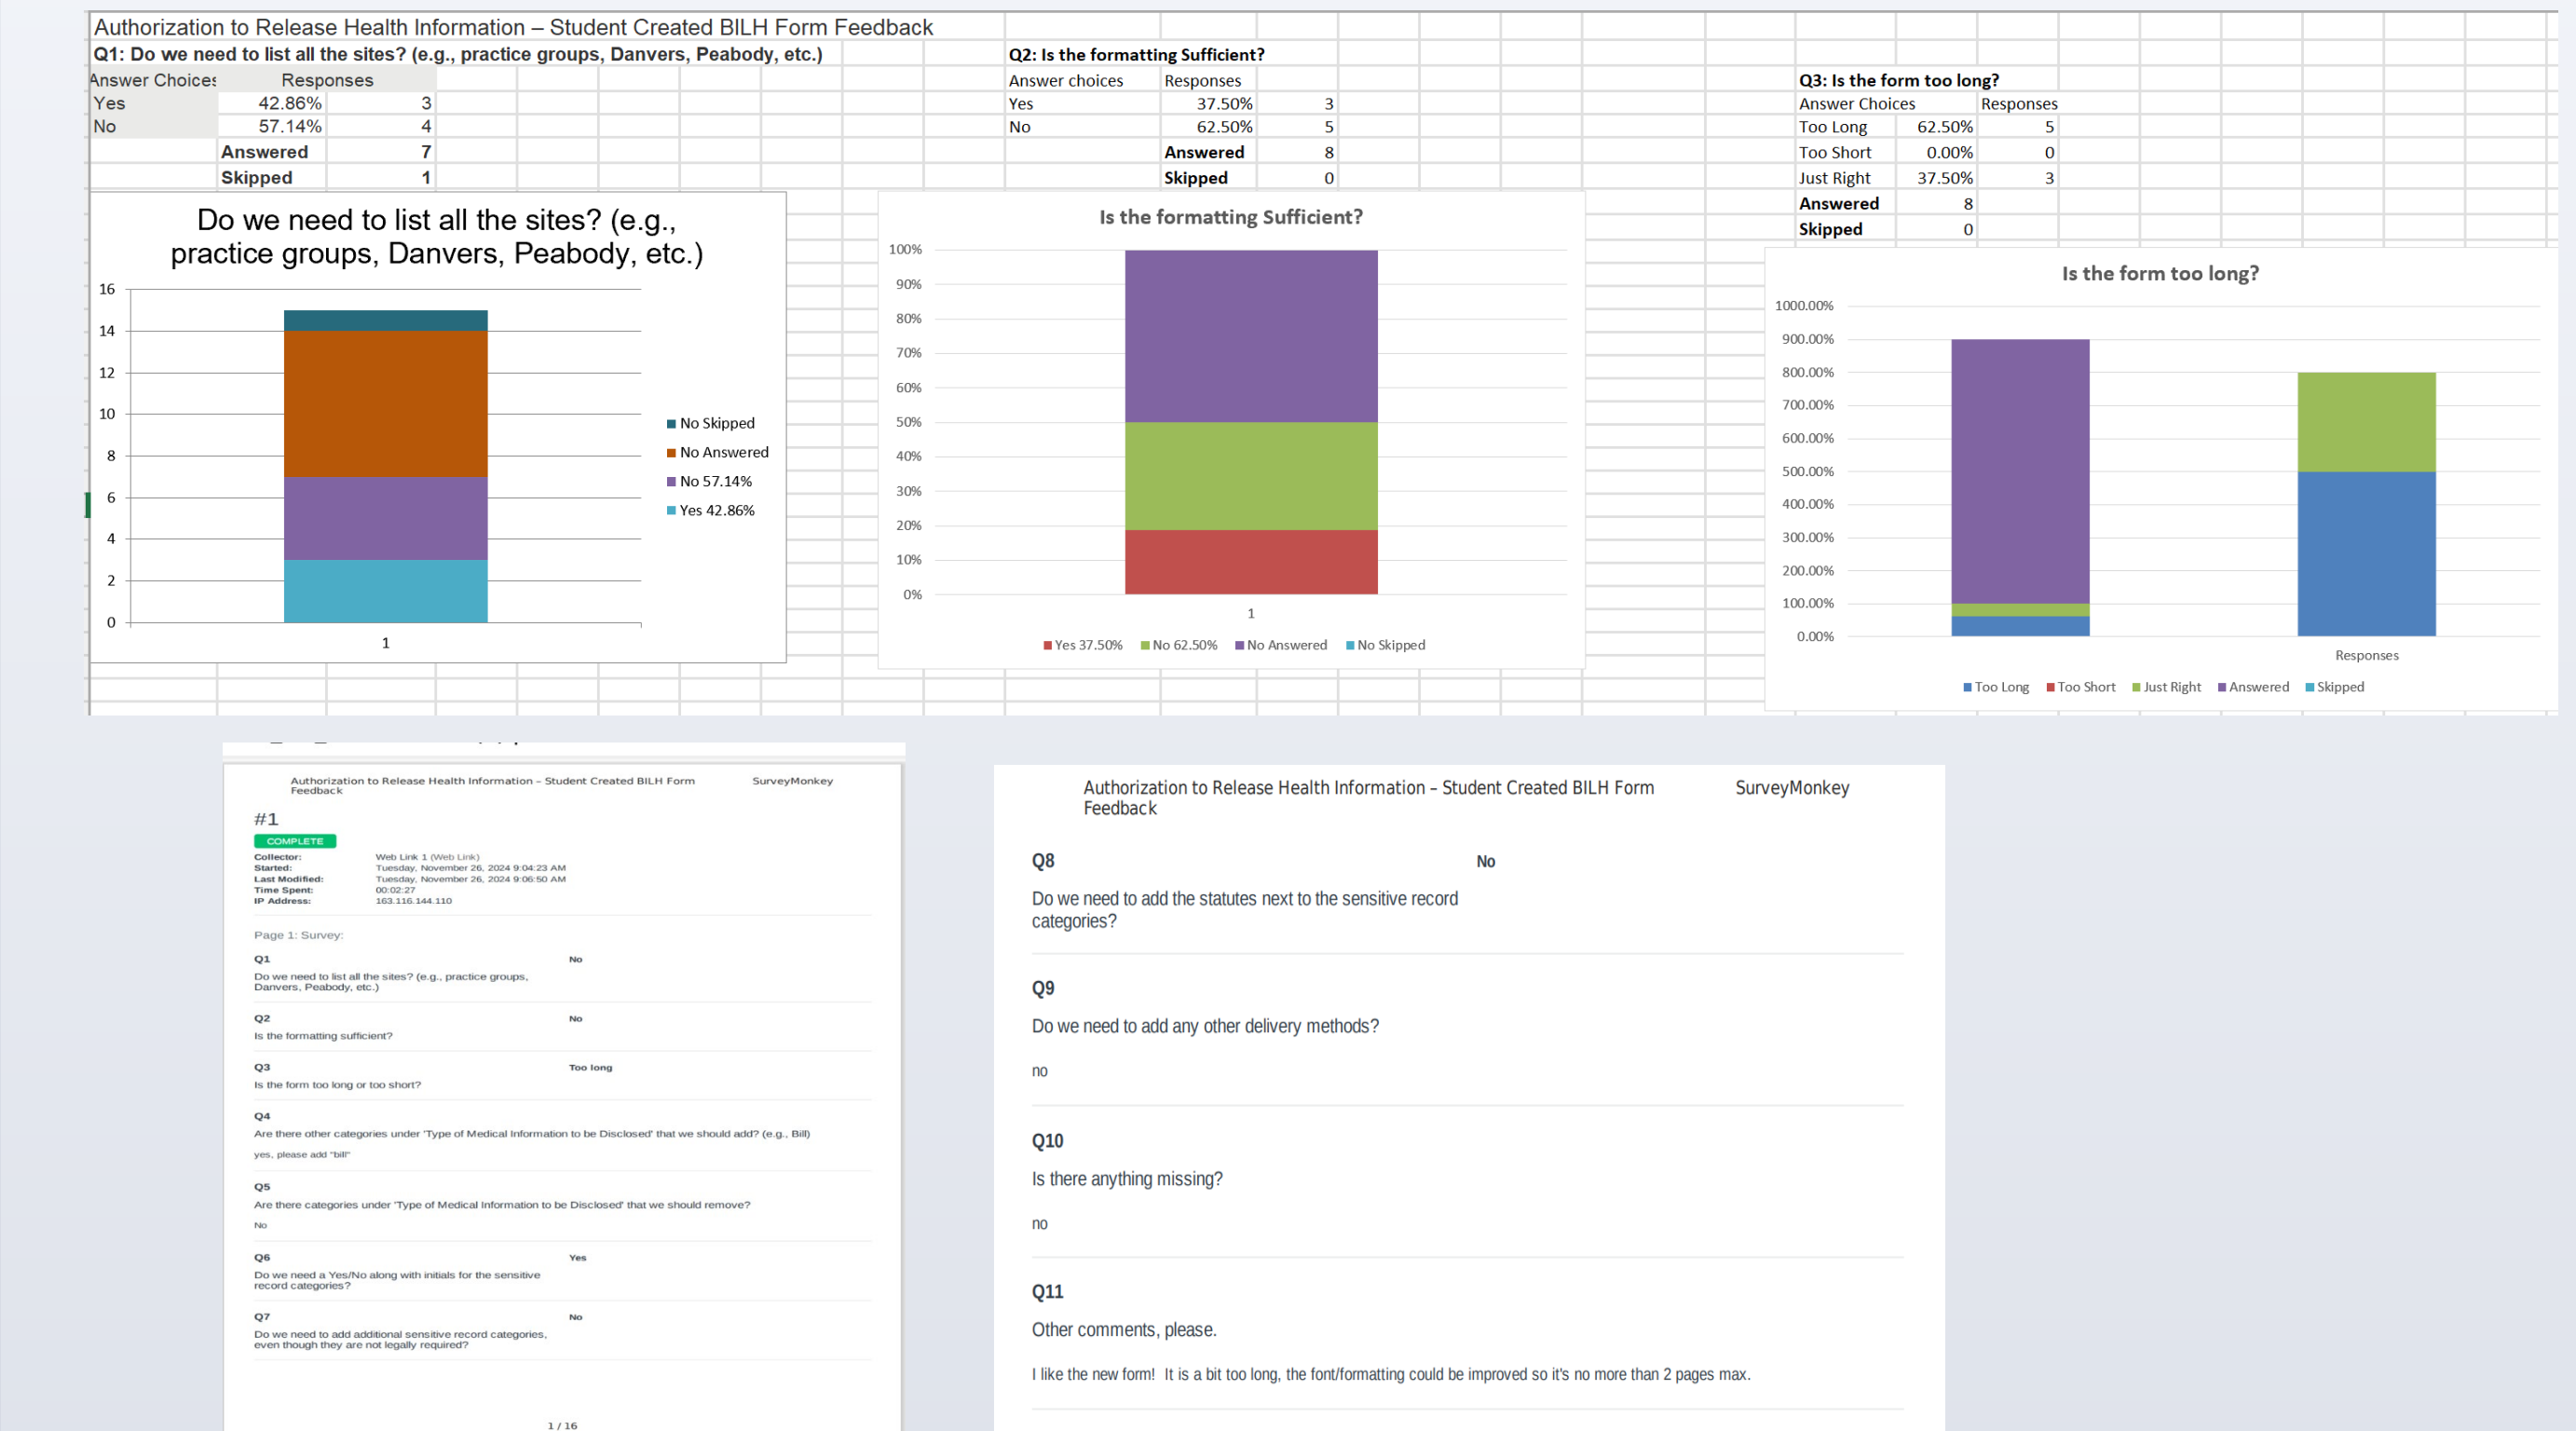 Authorization to Release Health Information – Student Created BILH Form Feedback
Q1: Do we need to list all the sites? (e.g., practice groups, Danvers, Peabody, etc.)
Answer Choices Responses
Yes 42.86% 3
No 57.14% 4
Answered 7
Skipped 1
Q2: Is the formatting Sufficient?
Answer choices Responses
Yes 37.50% 3
No 62.50% 5
Answered 8
Skipped 0
Q3: Is the form too long?
Answer Choices Responses
Too Long 62.50% 5
Too Short 0.00% 0
Just Right 37.50% 3
Answered 8
Skipped 0
Do we need to list all the sites? (e.g.,
practice groups, Danvers, Peabody, etc.)
16
14
12
10
8
6
4
2
0
1
No Skipped
No Answered
No 57.14%
Yes 42.86%
Is the formatting Sufficient?
100%
90%
80%
70%
60%
50%
40%
30%
20%
10%
0%
1
Yes 37.50% No 62.50% No Answered No Skipped
Is the form too long?
1000.00%
900.00%
800.00%
700.00%
600.00%
500.00%
400.00%
300.00%
200.00%
100.00%
0.00%
Responses
Too Long Too Short Just Right Answered Skipped
Authorization to Release Health Information – Student Created BILH Form SurveyMonkey
Feedback
#1
COMPLETE
Collector: Web Link 1 (Web Link)
Started: Tuesday, November 26, 2024 9:04:23 AM
Last Modified: Tuesday, November 26, 2024 9:06:50 AM
Time Spent: 00:02:27
IP Address: 163.116.144.110
Page 1: Survey:
Q1 No
Do we need to list all the sites? (e.g., practice groups,
Danvers, Peabody, etc.)
Q2 No
Is the formatting sufficient?
Q3 Too long
Is the form too long or too short?
Q4
Are there other categories under 'Type of Medical Information to be Disclosed' that we should add? (e.g., Bill)
yes, please add "bill"
Q5
Are there categories under 'Type of Medical Information to be Disclosed' that we should remove?
No
Q6 Yes
Do we need a Yes/No along with initials for the sensitive
record categories?
Q7 No
Do we need to add additional sensitive record categories,
even though they are not legally required?
1 / 16
Authorization to Release Health Information – Student Created BILH Form SurveyMonkey
Feedback
Q8 No
Do we need to add the statutes next to the sensitive record
categories?
Q9
Do we need to add any other delivery methods?
no
Q10
Is there anything missing?
no
Q11
Other comments, please.
I like the new form!  It is a bit too long, the font/formatting could be improved so it's no more than 2 pages max.